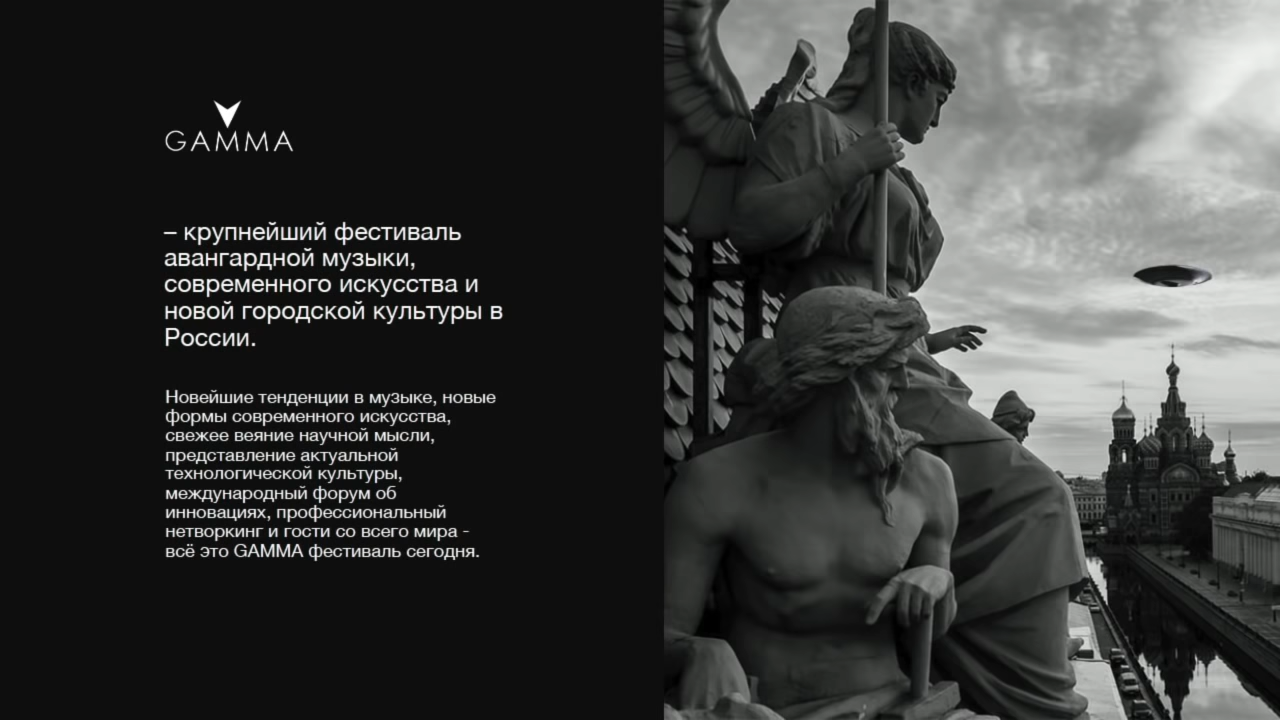 GAMMA
– крупнейший фестиваль
авангардной музыки,
современного искусства и
новой городской культуры в
России.
Новейшие тенденции в музыке, новые
формы современного искусства,
свежее веяние научной мысли,
представление актуальной
технологической культуры,
международный форум об
инновациях, профессиональный
нетворкинг и гости со всего мира -
всё это GAMMA фестиваль сегодня.